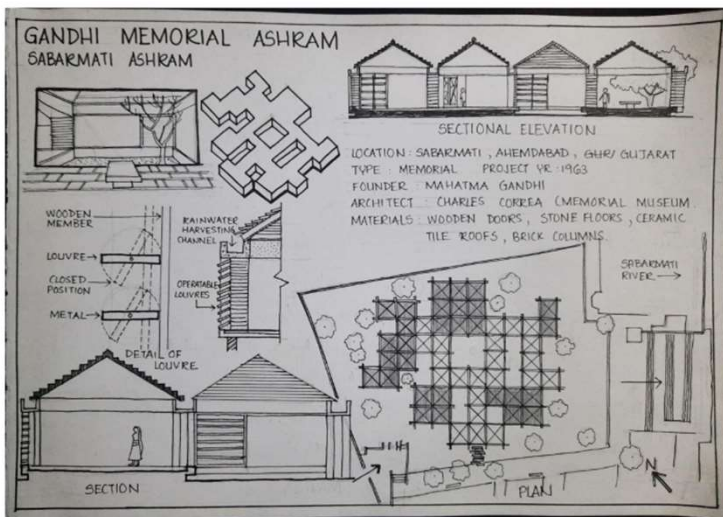 GANDHI MEMORIAL ASHRAM
SABARMATI ASHRAM
SECTIONAL ELEVATION
LOCATION : SABARMATI , AHEMDABAD , GUJARAT
TYPE : MEMORIAL PROJECT YR : 1963
FOUNDER : MAHATMA GANDHI
ARCHITECT : CHARLES CORREA (MEMORIAL MUSEUM
MATERIALS : WOODEN DOORS , STONE FLOORS , CERAMIC
TILE ROOFS , BRICK COLUMNS.
WOODEN
MEMBER
LOUVRE
CLOSED
POSITION
METAL
DETAIL OF
LOUVRE
RAINWATER
HARVESTING
CHANNEL
OPERATABLE
LOUVRES
SABARMATI
RIVER
SECTION
PLAN
N